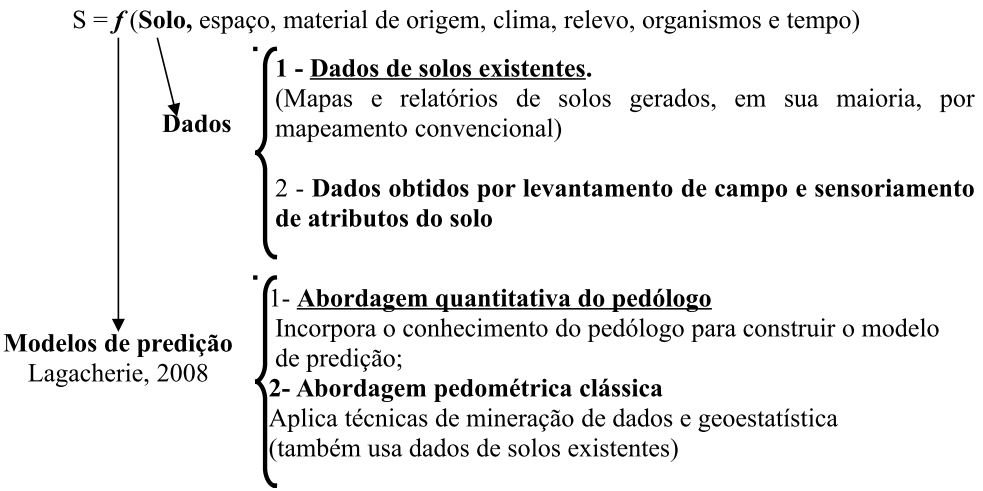 S = f (Solo, espaço, material de origem, clima, relevo, organismos e tempo)
1 - Dados de solos existentes.
(Mapas e relatórios de solos gerados, em sua maioria, por
mapeamento convencional)
Dados
2 - Dados obtidos por levantamento de campo e sensoriamento
de atributos do solo
1- Abordagem quantitativa do pedólogo
Incorpora o conhecimento do pedólogo para construir o modelo
de predição;
Modelos de predição
Lagacherie, 2008
2- Abordagem pedométrica clássica
Aplica técnicas de mineração de dados e geoestatística
(também usa dados de solos existentes)